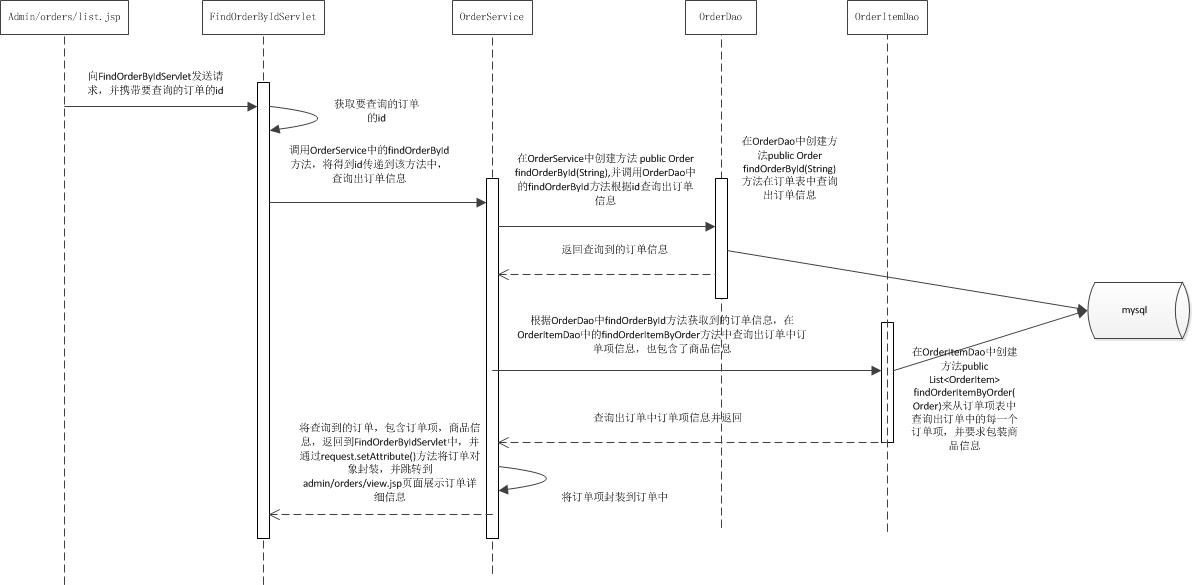 Admin/orders/list.jsp
FindOrderByIdServlet
OrderService
OrderDao
OrderItemDao
向FindOrderByIdServlet发送请
求，并携带要查询的订单的id
获取要查询的订单
的id
调用OrderService中的findOrderById
方法，将得到id传递到该方法中，
查询出订单信息
在OrderService中创建方法 public Order
findOrderById(String),并调用OrderDao中
的findOrderById方法根据id查询出订单
信息
在OrderDao中创建方
法public Order
findOrderById(String)
方法在订单表中查询
出订单信息
返回查询到的订单信息
mysql
根据OrderDao中findOrderById方法获取到的订单信息，在
OrderItemDao中的findOrderItemByOrder方法中查询出订单中订
单项信息，也包含了商品信息
在OrderItemDao中创建
方法public
List<OrderItem>
findOrderItemByOrder(
Order)来从订单项表中
查询出订单中的每一个
订单项，并要求包装商
品信息
查询出订单中订单项信息并返回
将查询到的订单，包含订单项，商品信
息，返回到FindOrderByIdServlet中，并
通过request.setAttribute()方法将订单对
象封装，并跳转到
admin/orders/view.jsp页面展示订单详
细信息
将订单项封装到订单中